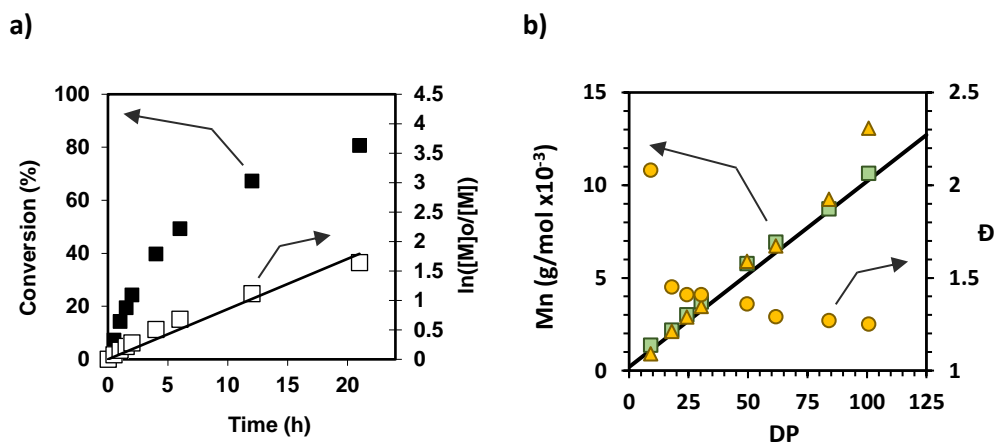 a)
b)
100
80
60
40
20
0
4.5
4
3.5
3
2.5
2
1.5
1
0.5
0
0 5 10 15 20
Conversion (%)
ln([M]o/[M])
Time (h)
15
10
5
0
2.5
2
1.5
1
0 25 50 75 100 125
Mn (g/mol x10-3)
Đ
DP